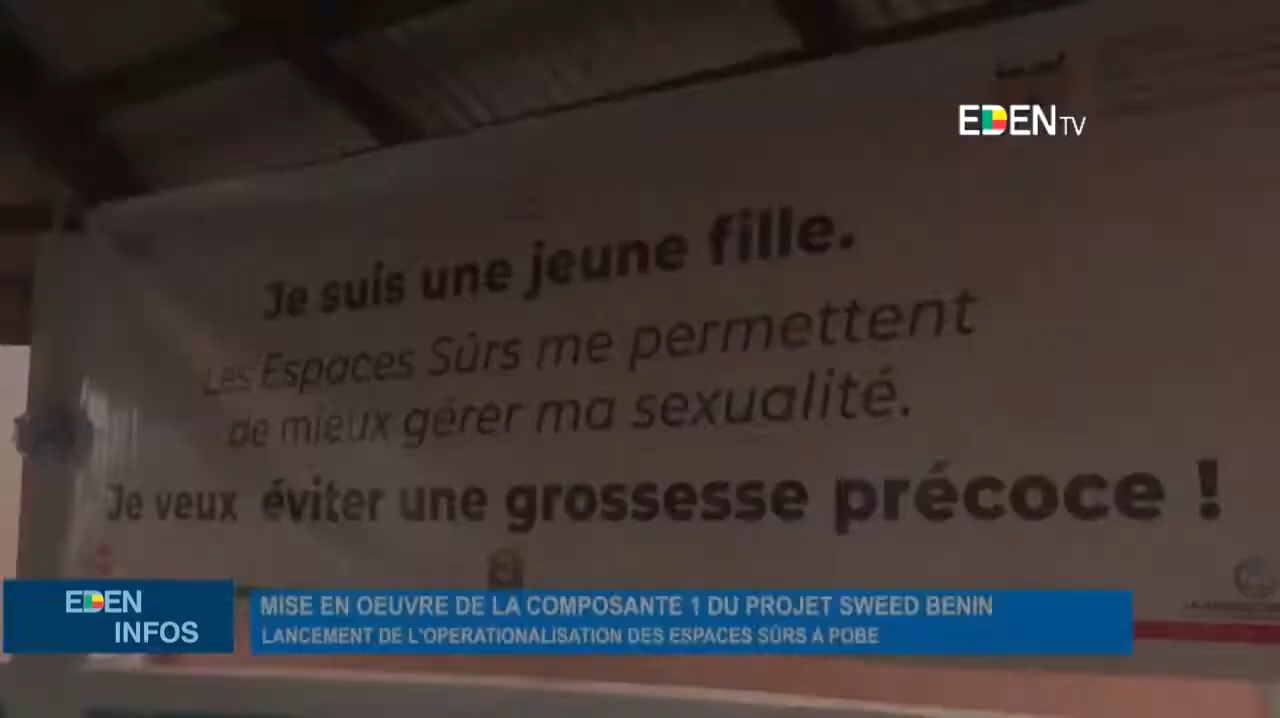 EDEN TV
Je suis une jeune fille.
Les Espaces Sûrs me permettent
de mieux gérer ma sexualité.
Je veux éviter une grossesse précoce !
EDEN
INFOS
MISE EN OEUVRE DE LA COMPOSANTE 1 DU PROJET SWEED BENIN
LANCEMENT DE L'OPERATIONALISATION DES ESPACES SÛRS A POBE